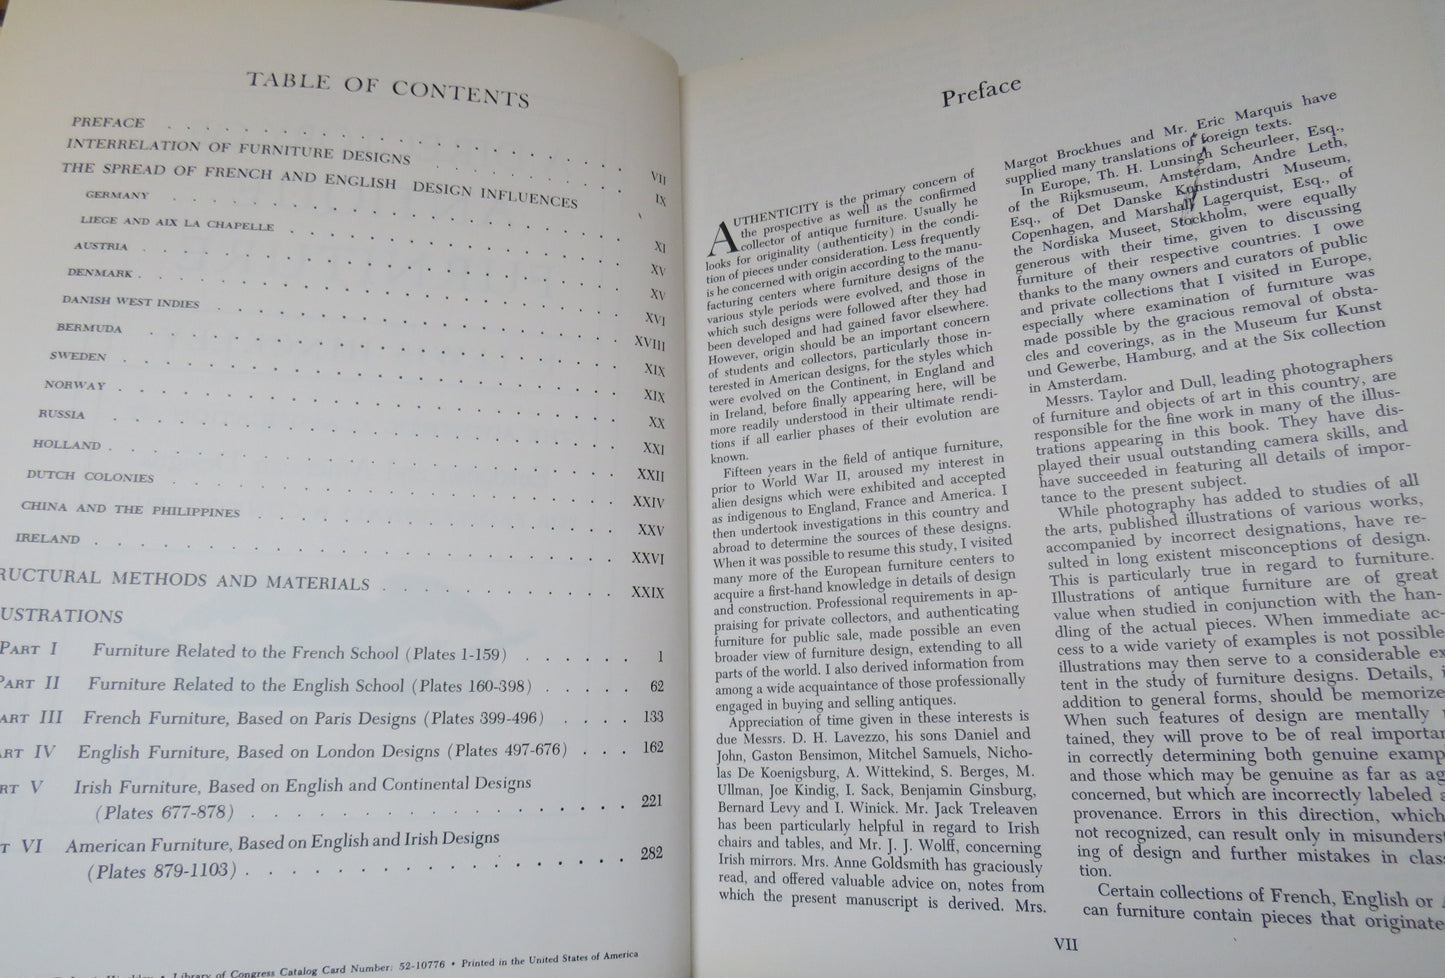 TABLE OF CONTENTS
PREFACE . . . . . . . . . . . . . . . . . . . . VII
INTERRELATION OF FURNITURE DESIGNS . . . . . . . IX
THE SPREAD OF FRENCH AND ENGLISH DESIGN INFLUENCES
GERMANY . . . . . . . . . . . . . . . . . . XI
LIEGE AND AIX LA CHAPELLE . . . . . . . . . . . . XV
AUSTRIA . . . . . . . . . . . . . . . . . . XV
DENMARK . . . . . . . . . . . . . . . . . . XVI
DANISH WEST INDIES . . . . . . . . . . . . . . . XVIII
BERMUDA . . . . . . . . . . . . . . . . . . XIX
SWEDEN . . . . . . . . . . . . . . . . . . XIX
NORWAY . . . . . . . . . . . . . . . . . . XX
RUSSIA . . . . . . . . . . . . . . . . . . XXI
HOLLAND . . . . . . . . . . . . . . . . . . XXII
DUTCH COLONIES . . . . . . . . . . . . . . . . XXIV
CHINA AND THE PHILIPPINES . . . . . . . . . . . . XXV
IRELAND . . . . . . . . . . . . . . . . . . XXVI
RUCTURAL METHODS AND MATERIALS . . . . . . . . . XXIX
USTRATIONS
PART I Furniture Related to the French School (Plates 1-159) . . . . . . 1
PART II Furniture Related to the English School (Plates 160-398) . . . . . 62
ART III French Furniture, Based on Paris Designs (Plates 399-496) . . . . 133
RT IV English Furniture, Based on London Designs (Plates 497-676) . . . 162
RT V Irish Furniture, Based on English and Continental Designs
(Plates 677-878) . . . . . . . . . . . . . 221
T VI American Furniture, Based on English and Irish Designs
(Plates 879-1103) . . . . . . . . . . . . . 282
• Library of Congress Catalog Card Number: 52-10776 • Printed in the United States of America
Preface
AUTHENTICITY is the primary concern of
the prospective as well as the confirmed
collector of antique furniture. Usually he
looks for originality (authenticity) in the condi-
tion of pieces under consideration. Less frequently
is he concerned with origin according to the manu-
facturing centers where furniture designs of the
various style periods were evolved, and those in
which such designs were followed after they had
been developed and had gained favor elsewhere.
However, origin should be an important concern
of students and collectors, particularly those in-
terested in American designs, for the styles which
were evolved on the Continent, in England and
in Ireland, before finally appearing here, will be
more readily understood in their ultimate rendi-
tions if all earlier phases of their evolution are
known.
Fifteen years in the field of antique furniture,
prior to World War II, aroused my interest in
alien designs which were exhibited and accepted
as indigenous to England, France and America. I
then undertook investigations in this country and
abroad to determine the sources of these designs.
When it was possible to resume this study, I visited
many more of the European furniture centers to
acquire a first-hand knowledge in details of design
and construction. Professional requirements in ap-
praising for private collectors, and authenticating
furniture for public sale, made possible an even
broader view of furniture design, extending to all
parts of the world. I also derived information from
among a wide acquaintance of those professionally
engaged in buying and selling antiques.
Appreciation of time given in these interests is
due Messrs. D. H. Lavezzo, his sons Daniel and
John, Gaston Bensimon, Mitchel Samuels, Nicho-
las De Koenigsburg, A. Wittekind, S. Berges, M.
Ullman, Joe Kindig, I. Sack, Benjamin Ginsburg,
Bernard Levy and I. Winick. Mr. Jack Treleaven
has been particularly helpful in regard to Irish
chairs and tables, and Mr. J. J. Wolff, concerning
Irish mirrors. Mrs. Anne Goldsmith has graciously
read, and offered valuable advice on, notes from
which the present manuscript is derived. Mrs.
Margot Brockhues and Mr. Eric Marquis have
supplied many translations of foreign texts.
In Europe, Th. H. Lunsingh Scheurleer, Esq.,
of the Rijksmuseum, Amsterdam, Andre Leth,
Esq., of Det Danske Kunstindustri Museum,
Copenhagen, and Marshall Lagerquist, Esq., of
the Nordiska Museet, Stockholm, were equally
generous with their time, given to discussing
furniture of their respective countries. I owe
thanks to the many owners and curators of public
and private collections that I visited in Europe,
especially where examination of furniture was
made possible by the gracious removal of obsta-
cles and coverings, as in the Museum fur Kunst
und Gewerbe, Hamburg, and at the Six collection
in Amsterdam.
Messrs. Taylor and Dull, leading photographers
of furniture and objects of art in this country, are
responsible for the fine work in many of the illus-
trations appearing in this book. They have dis-
played their usual outstanding camera skills, and
have succeeded in featuring all details of impor-
tance to the present subject.
While photography has added to studies of all
the arts, published illustrations of various works,
accompanied by incorrect designations, have re-
sulted in long existent misconceptions of design.
This is particularly true in regard to furniture.
Illustrations of antique furniture are of great
value when studied in conjunction with the han-
dling of the actual pieces. When immediate ac-
cess to a wide variety of examples is not possible
illustrations may then serve to a considerable ex
tent in the study of furniture designs. Details, i
addition to general forms, should be memorize
When such features of design are mentally
tained, they will prove to be of real importan
in correctly determining both genuine examp
and those which may be genuine as far as ag
concerned, but which are incorrectly labeled a
provenance. Errors in this direction, which
not recognized, can result only in misunderst
ing of design and further mistakes in class
tion.
Certain collections of French, English or A
can furniture contain pieces that originate
VII